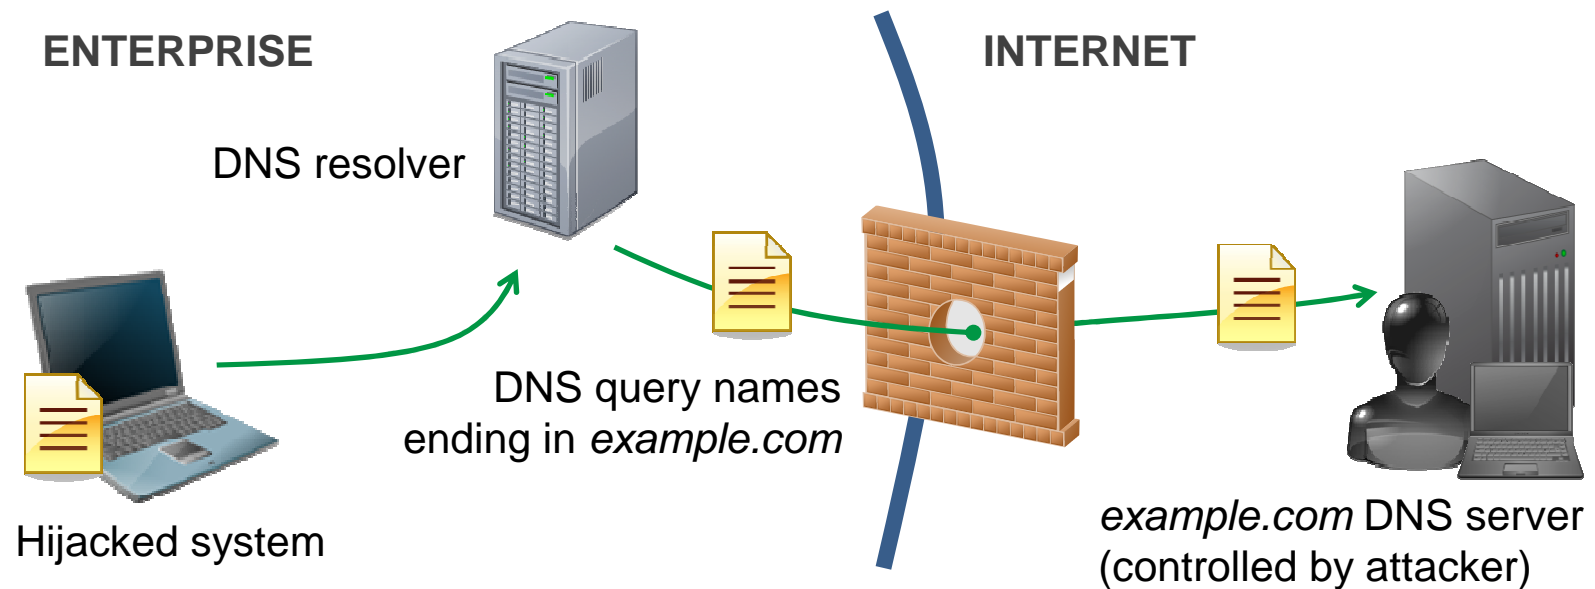 ENTERPRISE
INTERNET
DNS resolver
DNS query names
ending in example.com
Hijacked system
example.com DNS server
(controlled by attacker)